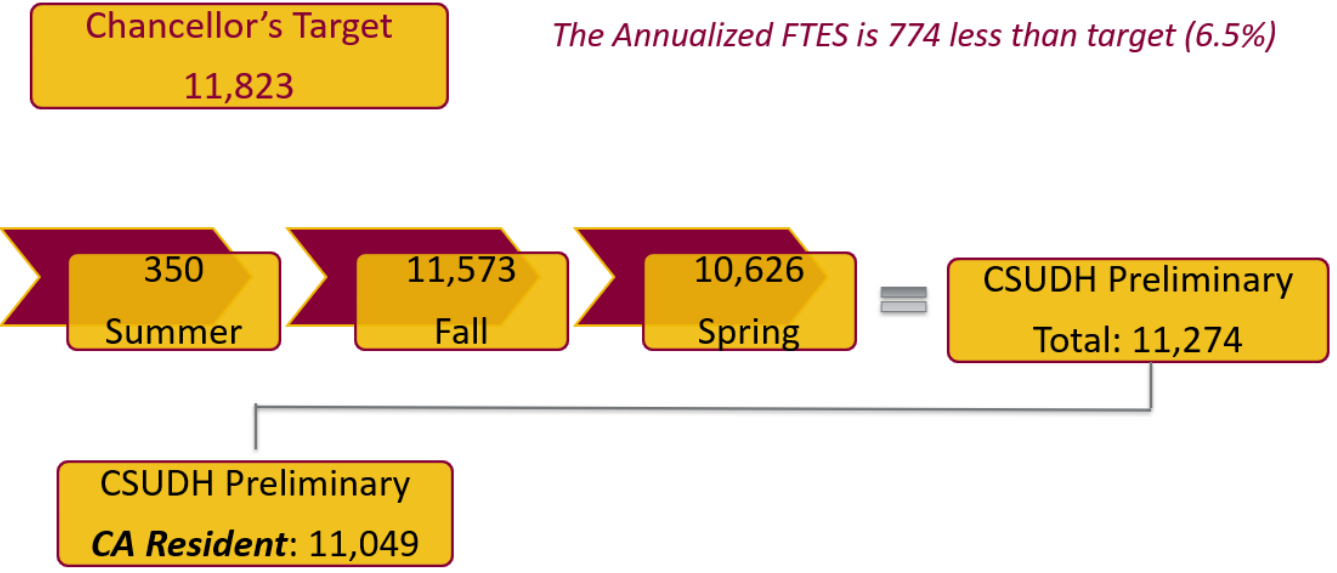 Chancellor's Target
11,823
The Annualized FTES is 774 less than target (6.5%)
350
Summer
11,573
Fall
10,626
Spring
CSUDH Preliminary
Total: 11,274
CSUDH Preliminary
CA Resident: 11,049